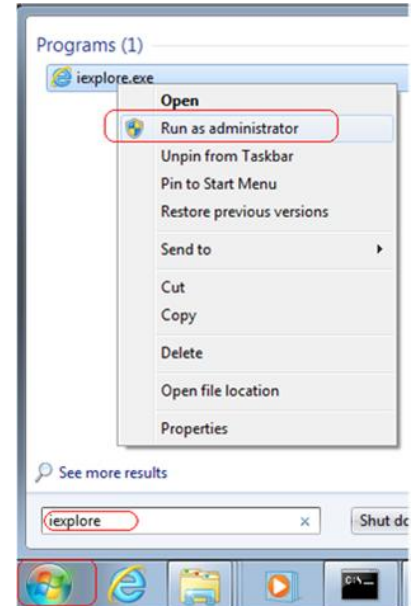 Programs (1)
iexplore.exe
Open
Run as administrator
Unpin from Taskbar
Pin to Start Menu
Restore previous versions
Send to
Cut
Copy
Delete
Open file location
Properties
See more results
iexplore
Shut do
C:\